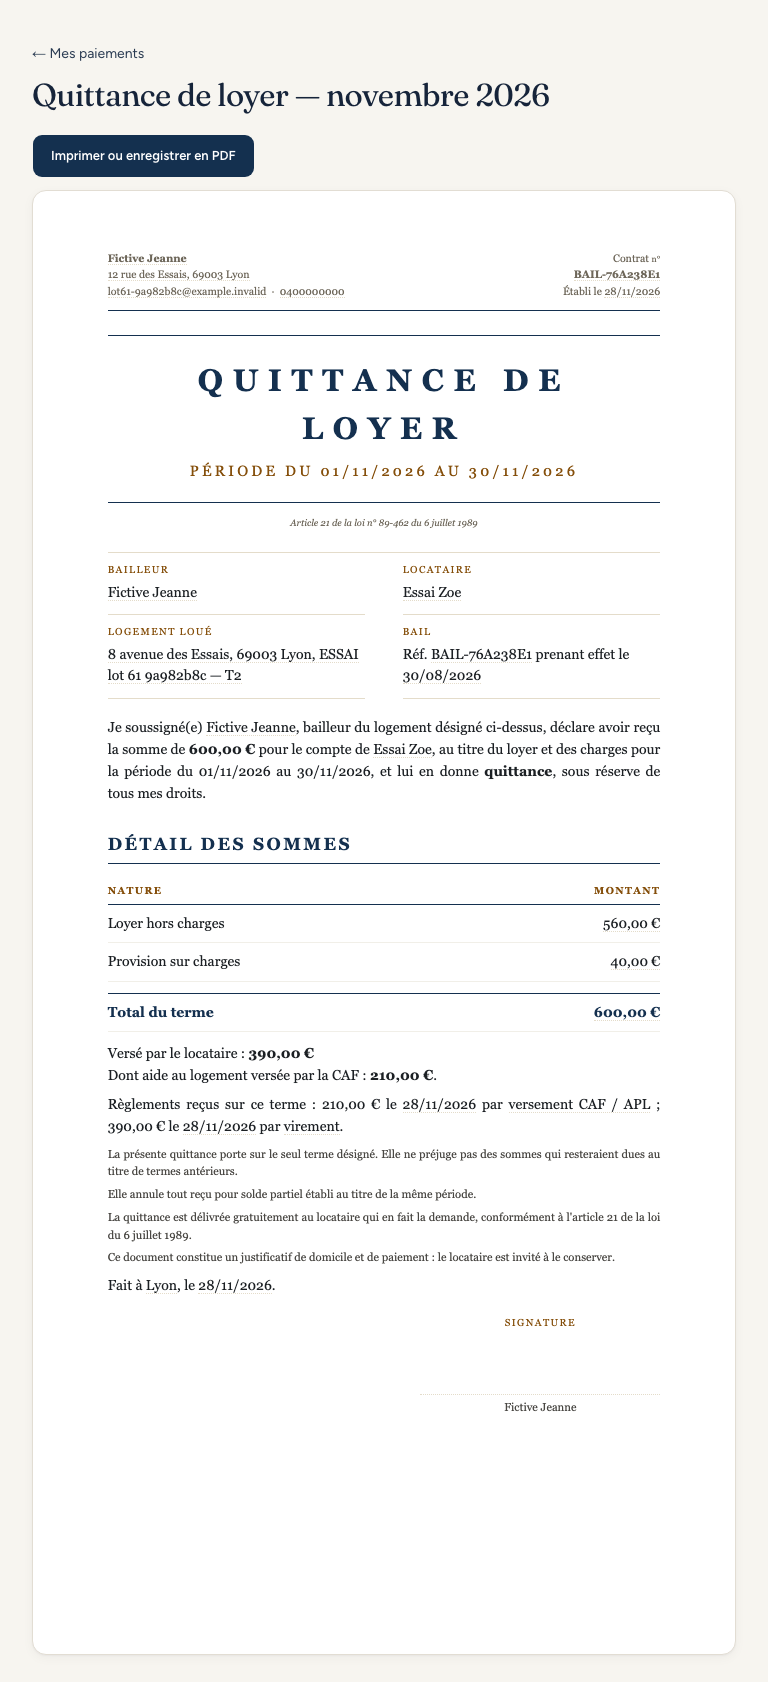 ← Mes paiements
Quittance de loyer — novembre 2026
Imprimer ou enregistrer en PDF
Fictive Jeanne
12 rue des Essais, 69003 Lyon
lot61-9a982b8c@example.invalid · 0400000000
Contrat n°
BAIL-76A238E1
Établi le 28/11/2026
QUITTANCE DE
LOYER
PÉRIODE DU 01/11/2026 AU 30/11/2026
Article 21 de la loi n° 89-462 du 6 juillet 1989
BAILLEUR
Fictive Jeanne
LOCATAIRE
Essai Zoe
LOGEMENT LOUÉ
8 avenue des Essais, 69003 Lyon, ESSAI
lot 61 9a982b8c — T2
BAIL
Réf. BAIL-76A238E1 prenant effet le
30/08/2026
Je soussigné(e) Fictive Jeanne, bailleur du logement désigné ci-dessus, déclare avoir reçu
la somme de 600,00 € pour le compte de Essai Zoe, au titre du loyer et des charges pour
la période du 01/11/2026 au 30/11/2026, et lui en donne quittance, sous réserve de
tous mes droits.
DÉTAIL DES SOMMES
NATURE MONTANT
Loyer hors charges 560,00 €
Provision sur charges 40,00 €
Total du terme 600,00 €
Versé par le locataire : 390,00 €
Dont aide au logement versée par la CAF : 210,00 €.
Règlements reçus sur ce terme : 210,00 € le 28/11/2026 par versement CAF / APL ;
390,00 € le 28/11/2026 par virement.
La présente quittance porte sur le seul terme désigné. Elle ne préjuge pas des sommes qui resteraient dues au
titre de termes antérieurs.
Elle annule tout reçu pour solde partiel établi au titre de la même période.
La quittance est délivrée gratuitement au locataire qui en fait la demande, conformément à l'article 21 de la loi
du 6 juillet 1989.
Ce document constitue un justificatif de domicile et de paiement : le locataire est invité à le conserver.
Fait à Lyon, le 28/11/2026.
SIGNATURE
Fictive Jeanne